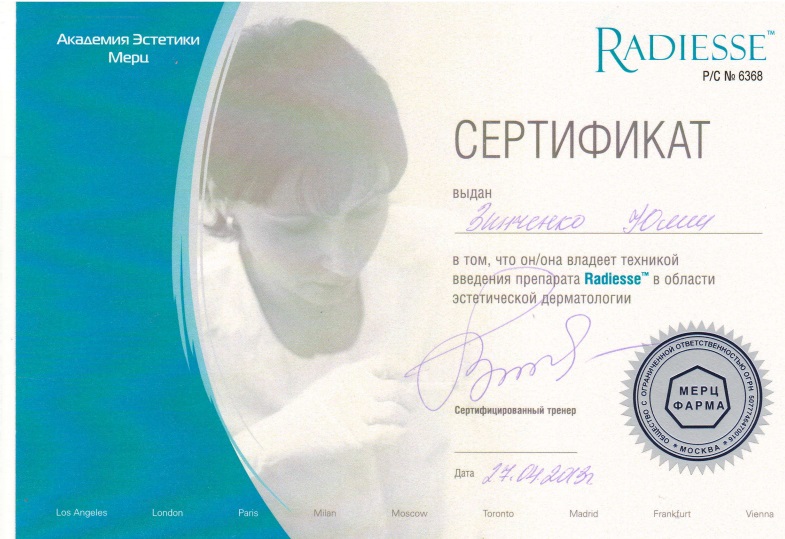 Академия Эстетики
Мерц
RADIESSE™
Р/С № 6368
СЕРТИФИКАТ
выдан
Зинченко Юлии
в том, что он/она владеет техникой
введения препарата Radiesse™ в области
эстетической дерматологии
Сертифицированный тренер
ОБЩЕСТВО С ОГРАНИЧЕННОЙ ОТВЕТСТВЕННОСТЬЮ ОГРН
МЕРЦ
ФАРМА
* МОСКВА *
Дата 27.04.2013г.
Los Angeles London Paris Milan Moscow Toronto Madrid Frankfurt Vienna